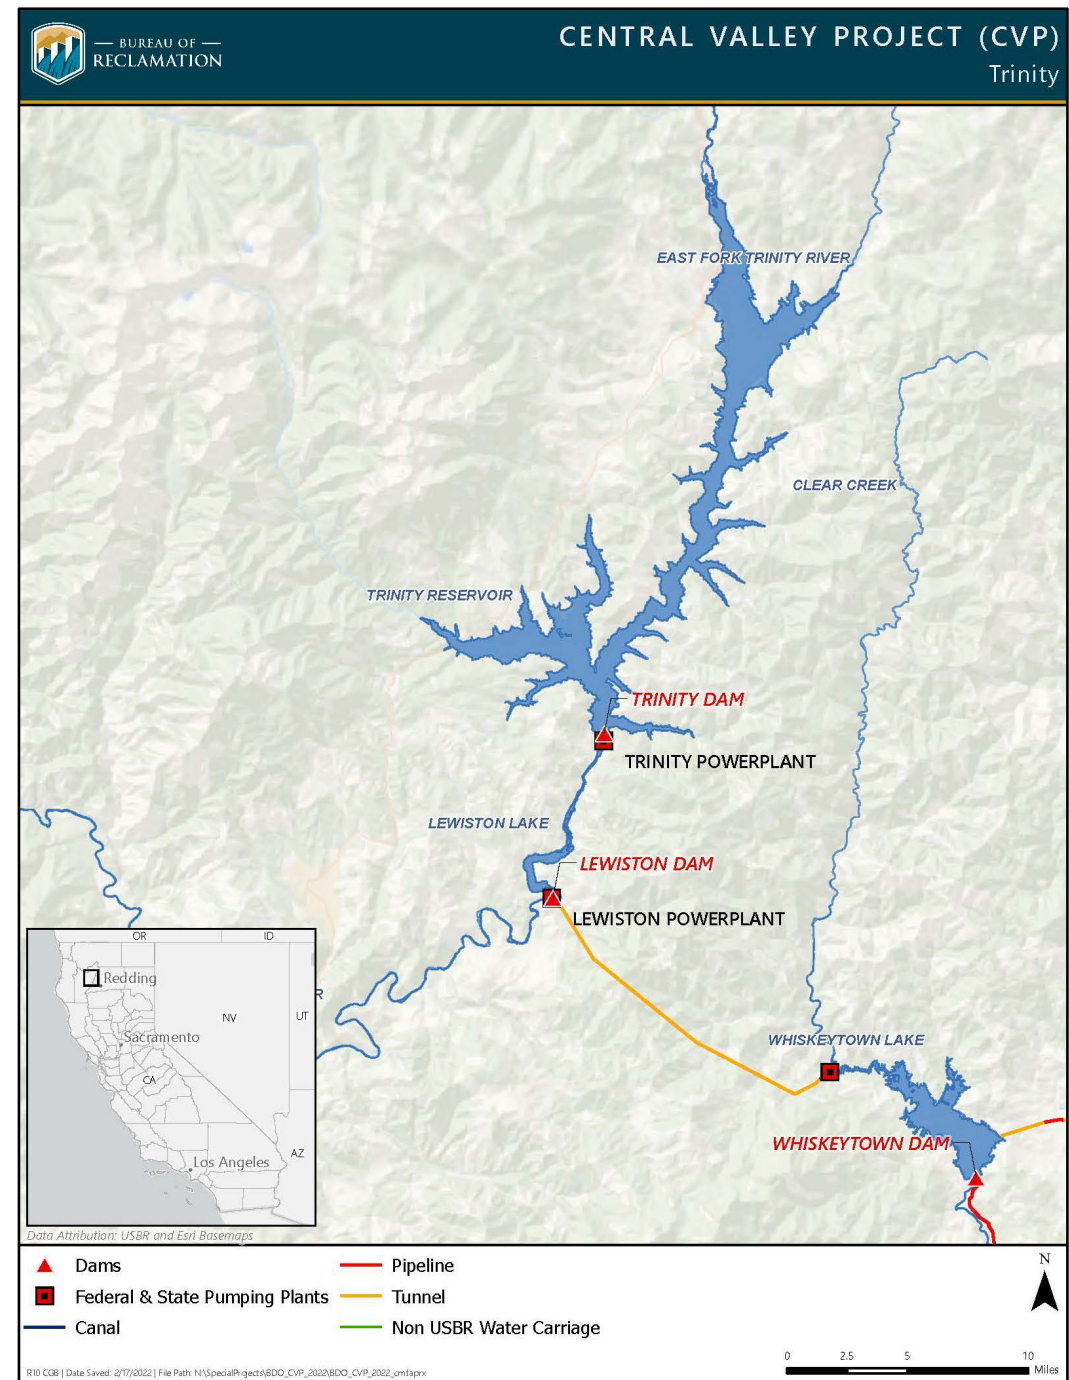 BUREAU OF
RECLAMATION
CENTRAL VALLEY PROJECT (CVP)
Trinity
EAST FORK TRINITY RIVER
CLEAR CREEK
TRINITY RESERVOIR
TRINITY DAM
TRINITY POWERPLANT
LEWISTON LAKE
LEWISTON DAM
LEWISTON POWERPLANT
R
WHISKEYTOWN LAKE
WHISKEYTOWN DAM
OR
ID
Redding
NV
UT
Sacramento
CA
AZ
Los Angeles
Data Attribution: USBR and Esri Basemaps
Dams
Federal & State Pumping Plants
Canal
Pipeline
Tunnel
Non USBR Water Carriage
N
0 2.5 5 10
Miles
R10 CGB | Date Saved: 2/17/2022 | File Path: N:\SpecialProjects\BDO_CVP_2022\BDO_CVP_2022_cmf.aprx